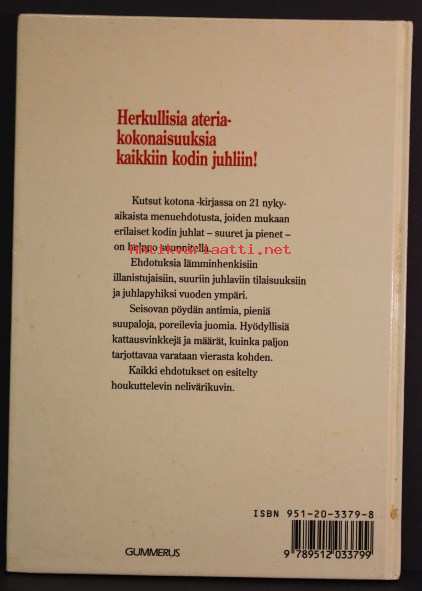 Herkullisia ateria-
kokonaisuuksia
kaikkiin kodin juhliin!
Kutsut kotona -kirjassa on 21 nyky-
aikaista menuehdotusta, joiden mukaan
erilaiset kodin juhlat – suuret ja pienet –
on helppo suunnitella.
Antikvariaatti.net
Ehdotuksia lämminhenkisiin
illanistujaisiin, suuriin juhlaviin tilaisuuksiin
ja juhlapyhiksi vuoden ympäri.
Seisovan pöydän antimia, pieniä
suupaloja, poreilevia juomia. Hyödyllisiä
kattausvinkkejä ja määrät, kuinka paljon
tarjottavaa varataan vierasta kohden.
Kaikki ehdotukset on esitelty
houkuttelevin nelivärikuvin.
ISBN 951-20-3379-8
9 789512 033799
GUMMERUS